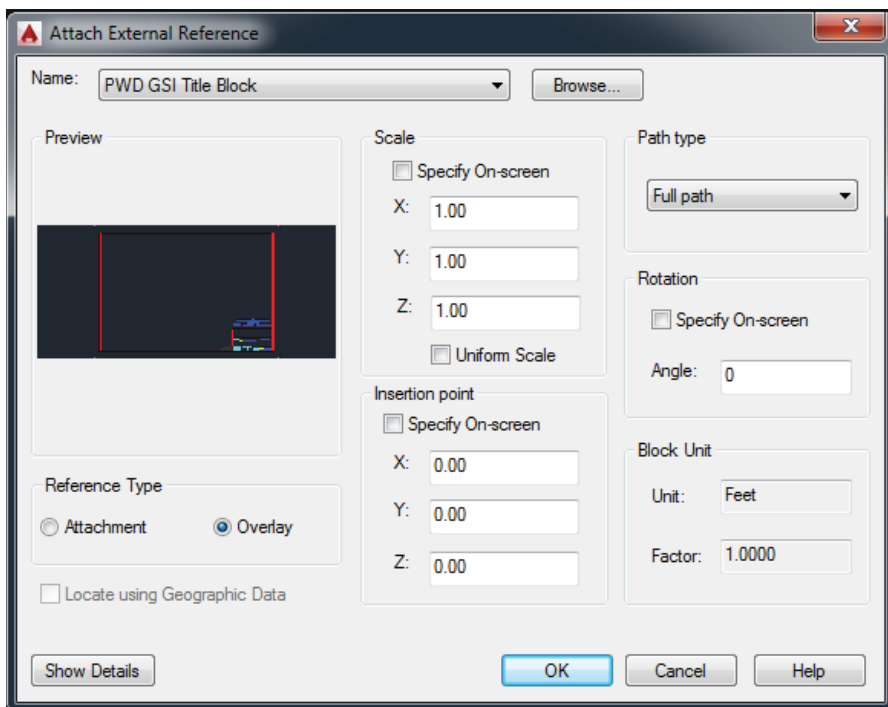 Attach External Reference
Name: PWD GSI Title Block Browse...
Preview
Scale
Specify On-screen
X: 1.00
Y: 1.00
Z: 1.00
Uniform Scale
Path type
Full path
Rotation
Specify On-screen
Angle: 0
Insertion point
Specify On-screen
X: 0.00
Y: 0.00
Z: 0.00
Block Unit
Unit: Feet
Factor: 1.0000
Reference Type
Attachment Overlay
Locate using Geographic Data
Show Details OK Cancel Help